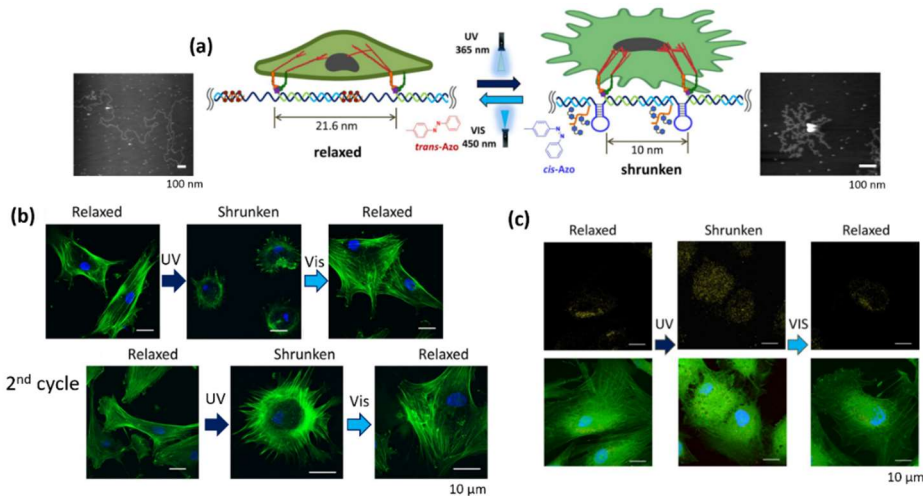 (a)
UV
365 nm
VIS
450 nm
21.6 nm
trans-Azo
relaxed
10 nm
cis-Azo
shrunken
100 nm
100 nm
(b)
Relaxed
Shrunken
Relaxed
UV
Vis
2nd cycle
Relaxed
Shrunken
Relaxed
UV
Vis
10 µm
(c)
Relaxed
Shrunken
Relaxed
UV
VIS
10 µm